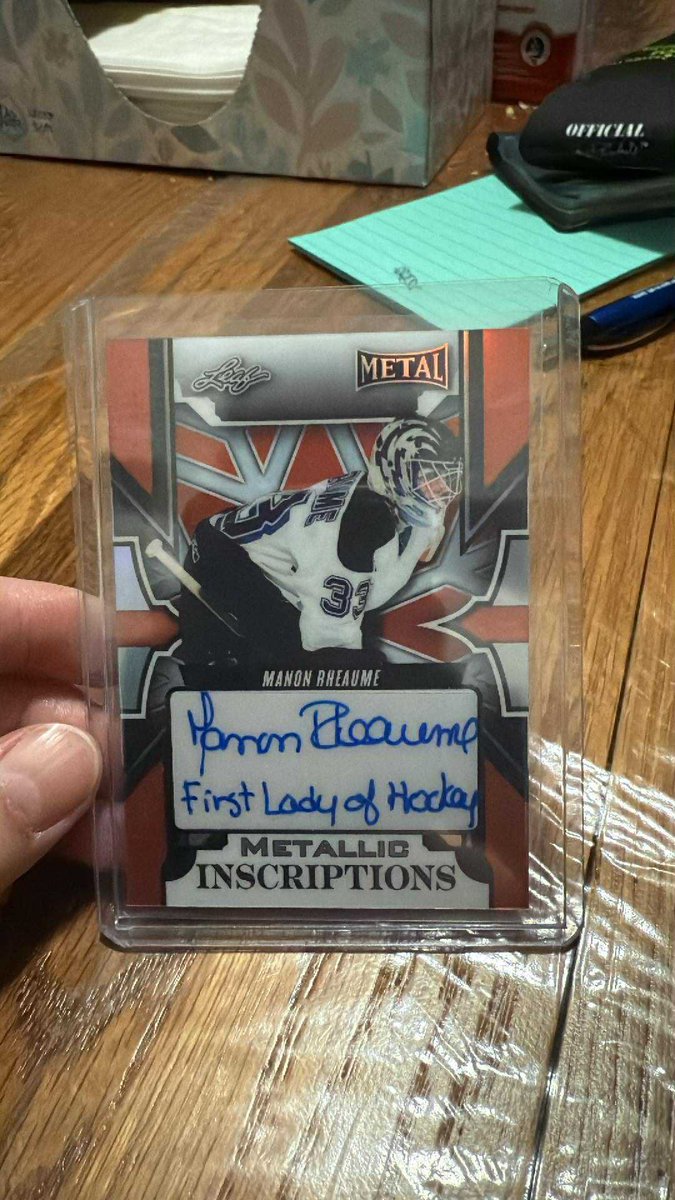 OFFICIAL
Leaf
METAL
33
MANON RHEAUME
Manon Rheaume
First Lady of Hockey
METALLIC
INSCRIPTIONS